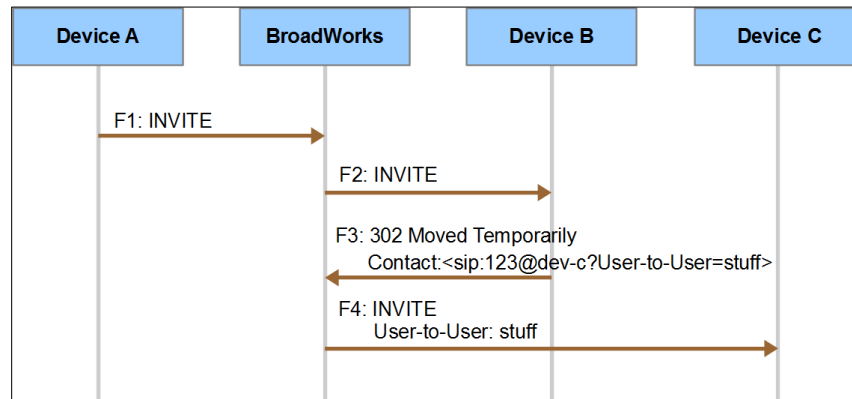 Device A
BroadWorks
Device B
Device C
F1: INVITE
F2: INVITE
F3: 302 Moved Temporarily
Contact:<sip:123@dev-c?User-to-User=stuff>
F4: INVITE
User-to-User: stuff